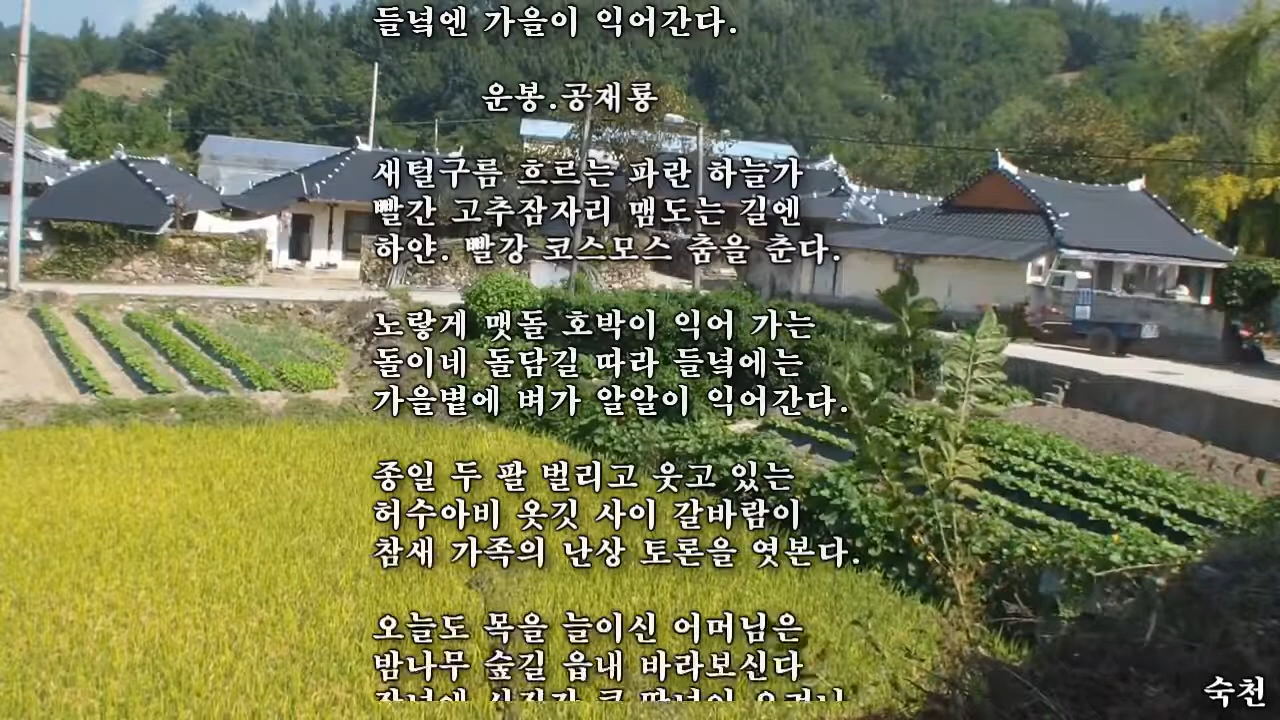 들녘엔 가을이 익어간다.
운봉.공재룡
새털구름 흐르는 파란 하늘가
빨간 고추잠자리 맴도는 길엔
하얀. 빨강 코스모스 춤을 춘다.
노랗게 맷돌 호박이 익어 가는
돌이네 돌담길 따라 들녘에는
가을볕에 벼가 알알이 익어간다.
종일 두 팔 벌리고 웃고 있는
허수아비 옷깃 사이 갈바람이
참새 가족의 난상 토론을 엿본다.
오늘도 목을 늘이신 어머님은
밤나무 숲길 읍내 바라보신다
숙천